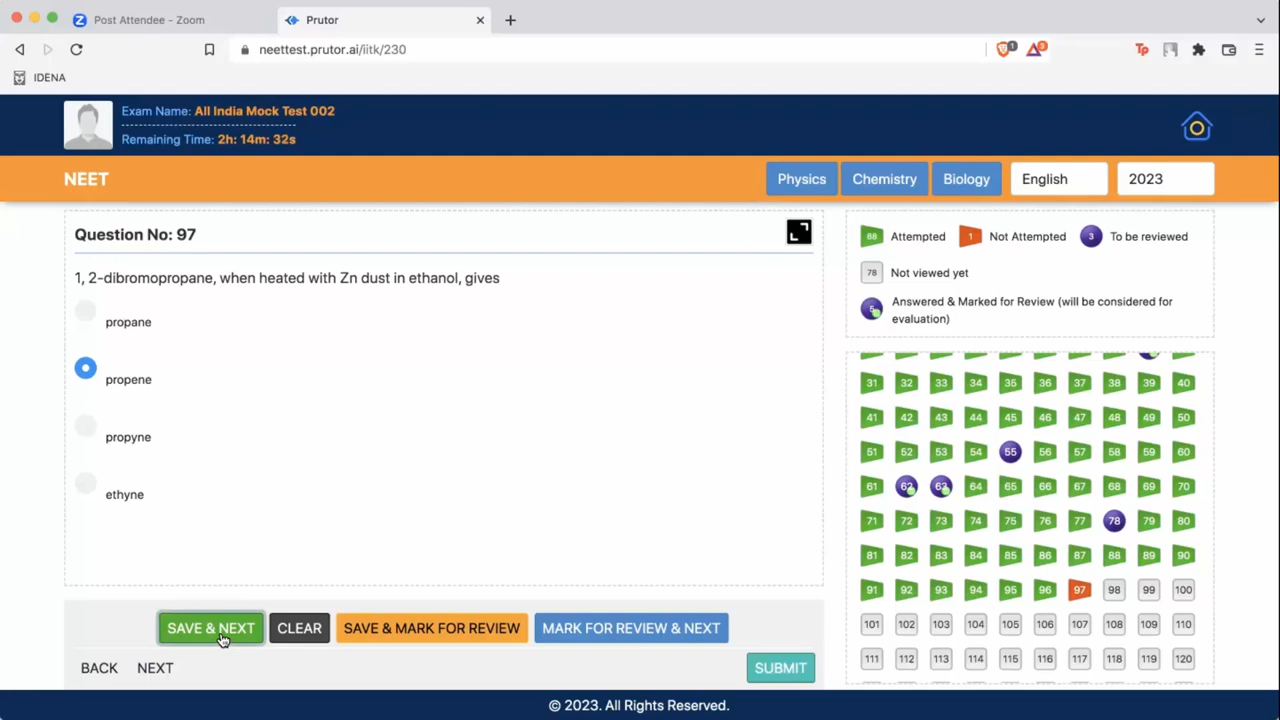 Post Attendee - Zoom
Prutor
neettest.prutor.ai/iitk/230
1
3
Tp
IDENA
Exam Name: All India Mock Test 002
Remaining Time: 2h: 14m: 32s
NEET
Physics
Chemistry
Biology
English
2023
Question No: 97
1, 2-dibromopropane, when heated with Zn dust in ethanol, gives
propane
propene
propyne
ethyne
SAVE & NEXT
CLEAR
SAVE & MARK FOR REVIEW
MARK FOR REVIEW & NEXT
BACK
NEXT
SUBMIT
88 Attempted
1 Not Attempted
3 To be reviewed
78 Not viewed yet
5 Answered & Marked for Review (will be considered for
evaluation)
31 32 33 34 35 36 37 38 39 40
41 42 43 44 45 46 47 48 49 50
51 52 53 54 55 56 57 58 59 60
61 62 63 64 65 66 67 68 69 70
71 72 73 74 75 76 77 78 79 80
81 82 83 84 85 86 87 88 89 90
91 92 93 94 95 96 97 98 99 100
101 102 103 104 105 106 107 108 109 110
111 112 113 114 115 116 117 118 119 120
© 2023. All Rights Reserved.